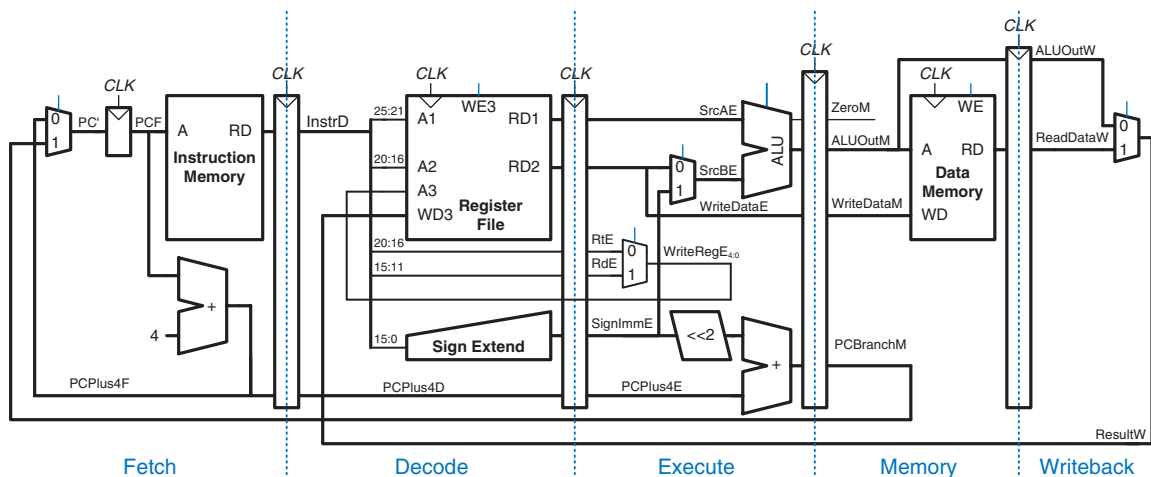 CLK
CLK
CLK
CLK
CLK
CLK
CLK
ALUOutW
0
1
PC'
PCF
A
RD
Instruction
Memory
InstrD
25:21
A1
WE3
RD1
20:16
A2
RD2
A3
WD3
Register
File
SrcAE
0
1
SrcBE
WriteDataE
ALU
ZeroM
ALUOutM
WriteDataM
WE
A
RD
Data
Memory
WD
ReadDataW
0
1
20:16
15:11
RtE
RdE
0
1
WriteRegE4:0
+
4
15:0
Sign Extend
SignImmE
<<2
+
PCBranchM
PCPlus4F
PCPlus4D
PCPlus4E
ResultW
Fetch
Decode
Execute
Memory
Writeback